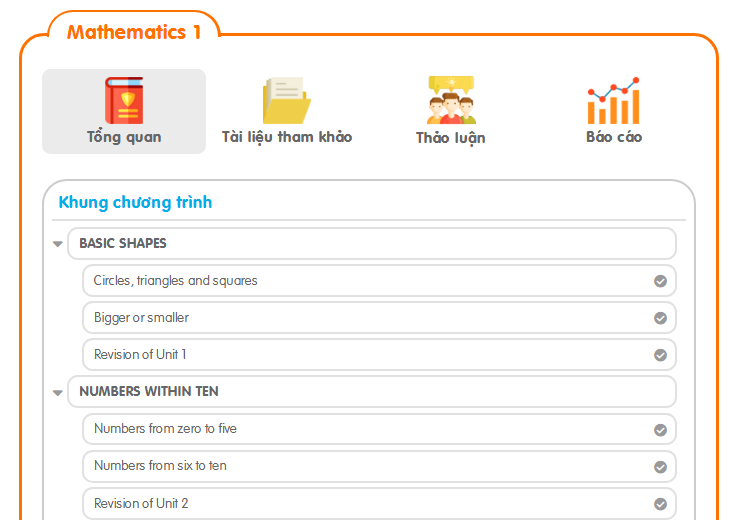 Mathematics 1
Tổng quan
Tài liệu tham khảo
Thảo luận
Báo cáo
Khung chương trình
BASIC SHAPES
Circles, triangles and squares
Bigger or smaller
Revision of Unit 1
NUMBERS WITHIN TEN
Numbers from zero to five
Numbers from six to ten
Revision of Unit 2